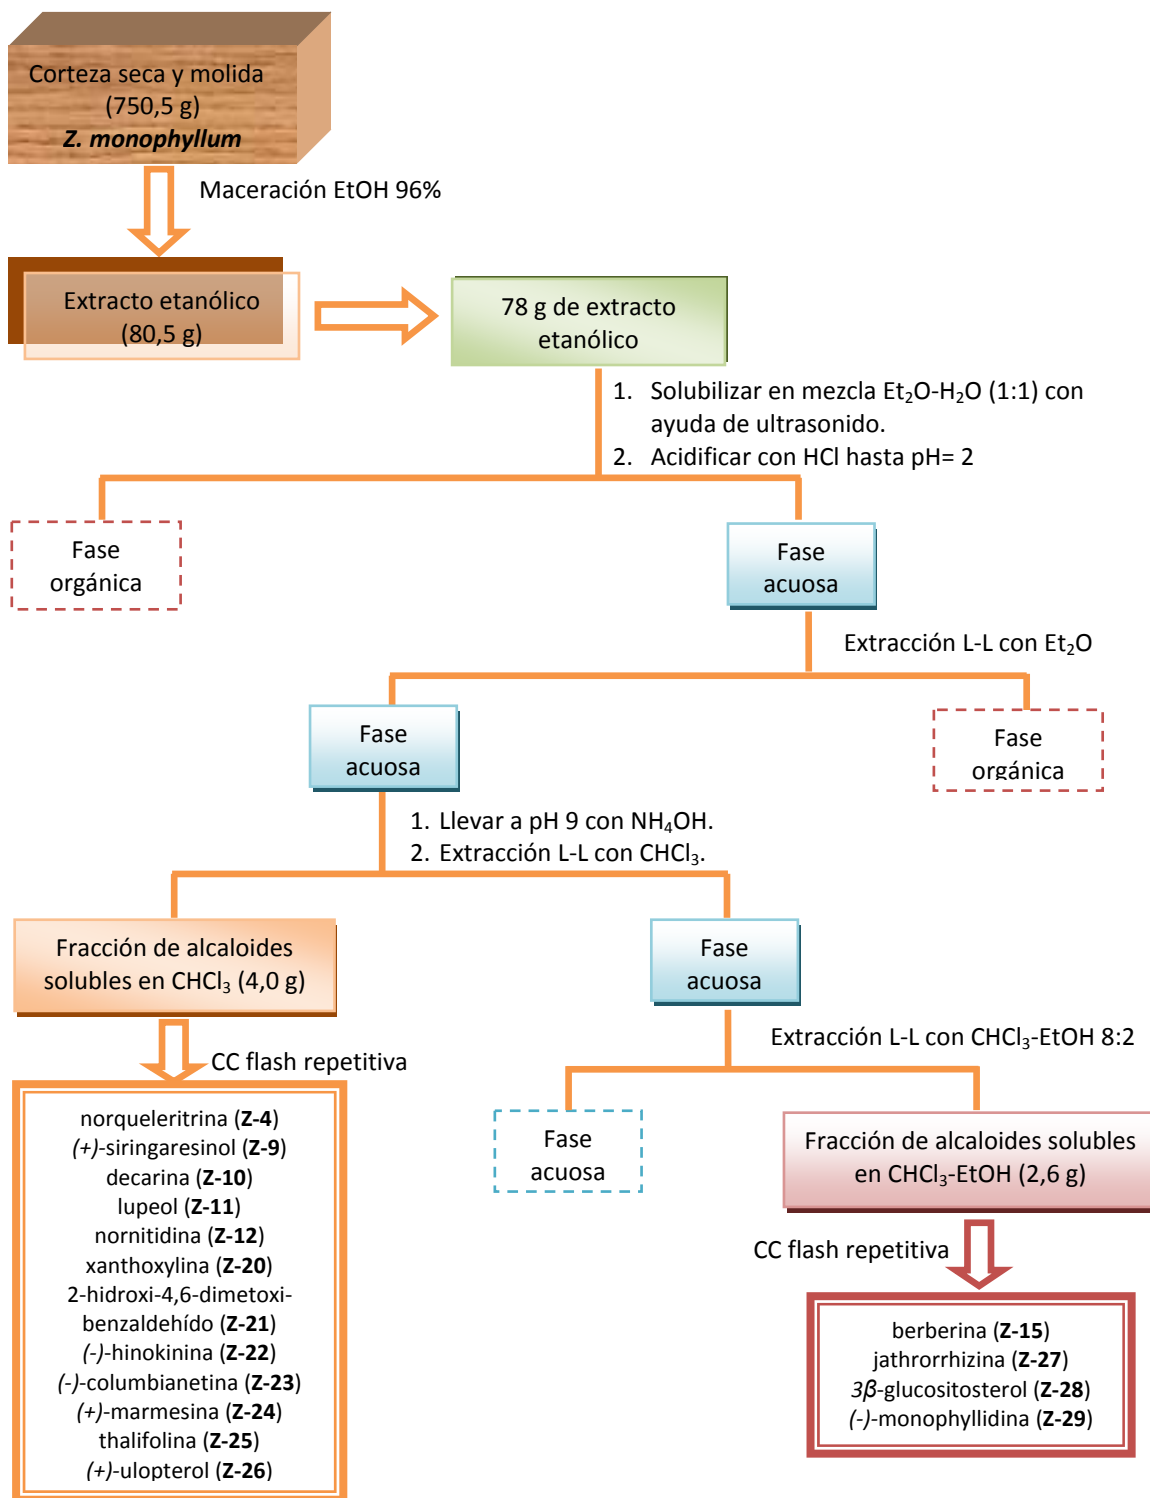 Corteza seca y molida
(750,5 g)
Z. monophyllum
Maceración EtOH 96%
Extracto etanólico
(80,5 g)
78 g de extracto
etanólico
1. Solubilizar en mezcla Et₂O-H₂O (1:1) con
ayuda de ultrasonido.
2. Acidificar con HCl hasta pH= 2
Fase
orgánica
Fase
acuosa
Extracción L-L con Et₂O
Fase
acuosa
Fase
orgánica
1. Llevar a pH 9 con NH₄OH.
2. Extracción L-L con CHCl₃.
Fracción de alcaloides
solubles en CHCl₃ (4,0 g)
Fase
acuosa
Extracción L-L con CHCl₃-EtOH 8:2
CC flash repetitiva
Fase
acuosa
Fracción de alcaloides solubles
en CHCl₃-EtOH (2,6 g)
CC flash repetitiva
norqueleritrina (Z-4)
(+)-siringaresinol (Z-9)
decarina (Z-10)
lupeol (Z-11)
nornitidina (Z-12)
xanthoxylina (Z-20)
2-hidroxi-4,6-dimetoxi-
benzaldehído (Z-21)
(-)-hinokinina (Z-22)
(-)-columbianetina (Z-23)
(+)-marmesina (Z-24)
thalifolina (Z-25)
(+)-ulopterol (Z-26)
berberina (Z-15)
jathrorrhizina (Z-27)
3β-glucositosterol (Z-28)
(-)-monophyllidina (Z-29)